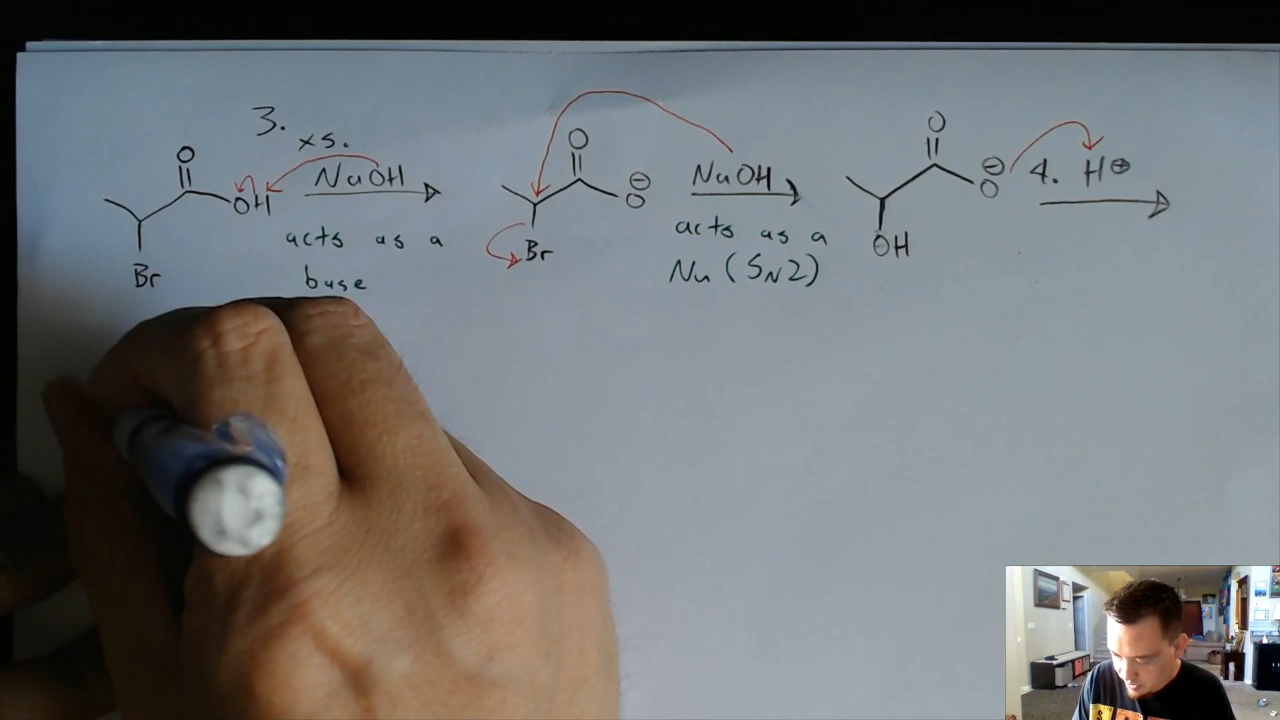 3.
xs.
NaOH
acts as a
base
O
OH
Br
O
O ⊖
Br
NaOH
acts as a
Nu (SN2)
O
⊖
O
OH
4. H⊕